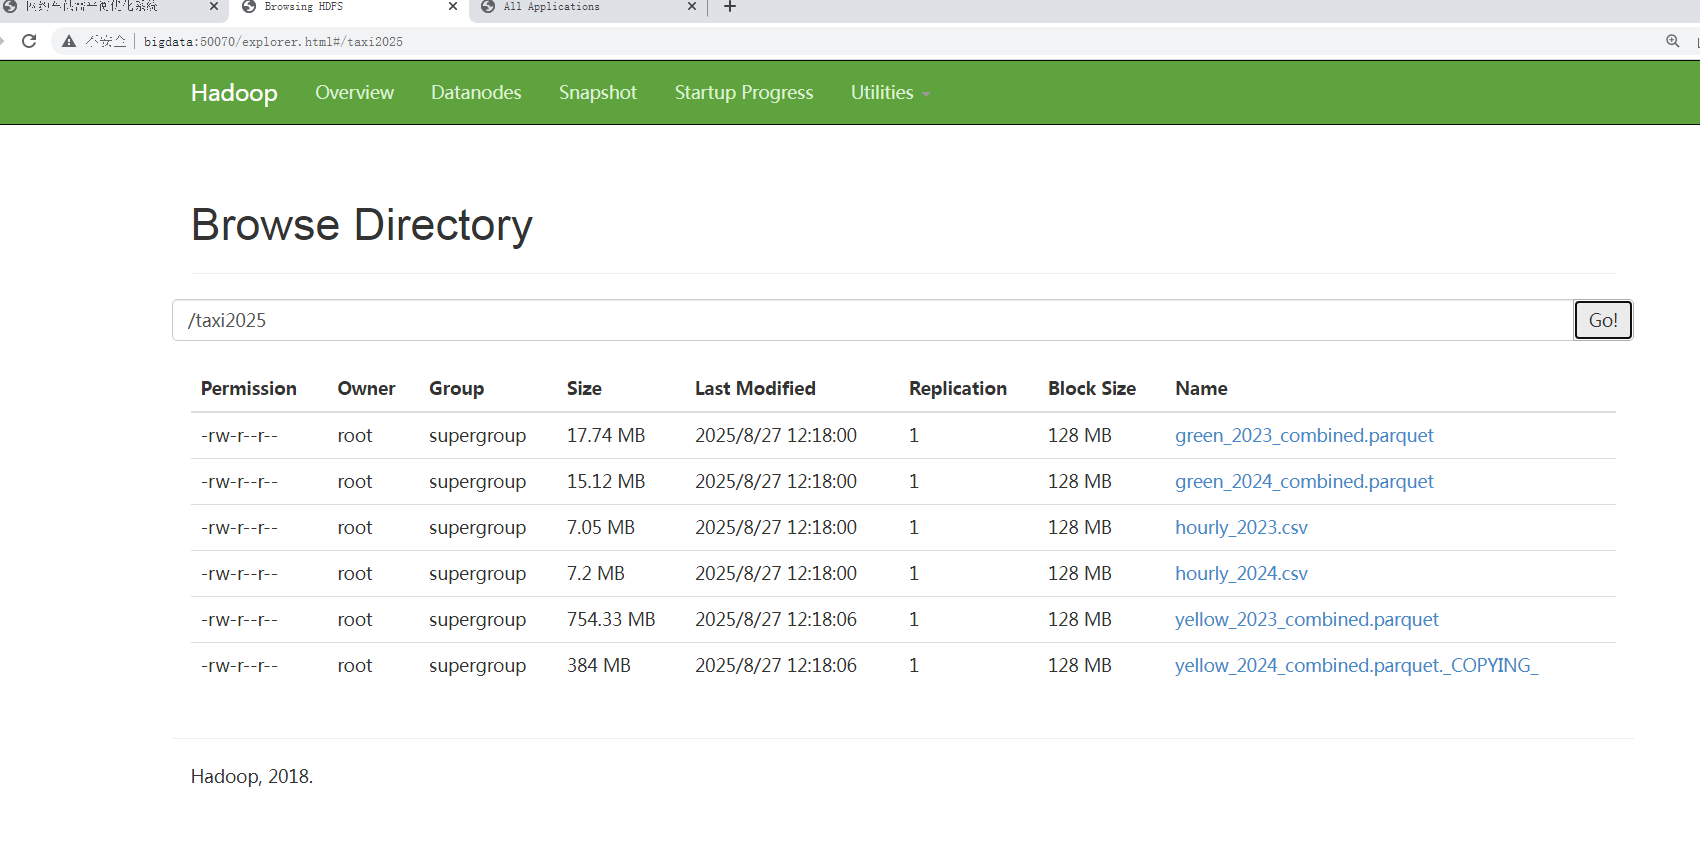 Browsing HDFS
All Applications
不安全 bigdata:50070/explorer.html#/taxi2025
Hadoop Overview Datanodes Snapshot Startup Progress Utilities
Browse Directory
/taxi2025 Go!
Permission Owner Group Size Last Modified Replication Block Size Name
-rw-r--r-- root supergroup 17.74 MB 2025/8/27 12:18:00 1 128 MB green_2023_combined.parquet
-rw-r--r-- root supergroup 15.12 MB 2025/8/27 12:18:00 1 128 MB green_2024_combined.parquet
-rw-r--r-- root supergroup 7.05 MB 2025/8/27 12:18:00 1 128 MB hourly_2023.csv
-rw-r--r-- root supergroup 7.2 MB 2025/8/27 12:18:00 1 128 MB hourly_2024.csv
-rw-r--r-- root supergroup 754.33 MB 2025/8/27 12:18:06 1 128 MB yellow_2023_combined.parquet
-rw-r--r-- root supergroup 384 MB 2025/8/27 12:18:06 1 128 MB yellow_2024_combined.parquet._COPYING_
Hadoop, 2018.